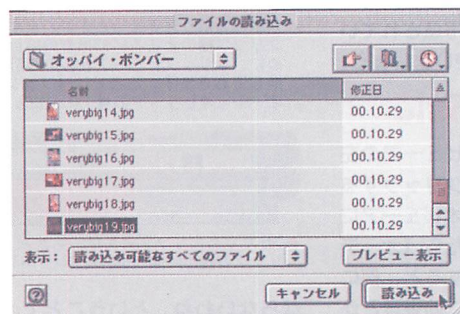 ファイルの読み込み
オッパイ・ボンバー
名前 修正日
verybig14.jpg 00.10.29
verybig15.jpg 00.10.29
verybig16.jpg 00.10.29
verybig17.jpg 00.10.29
verybig18.jpg 00.10.29
verybig19.jpg 00.10.29
表示： 読み込み可能なすべてのファイル プレビュー表示
? キャンセル 読み込み